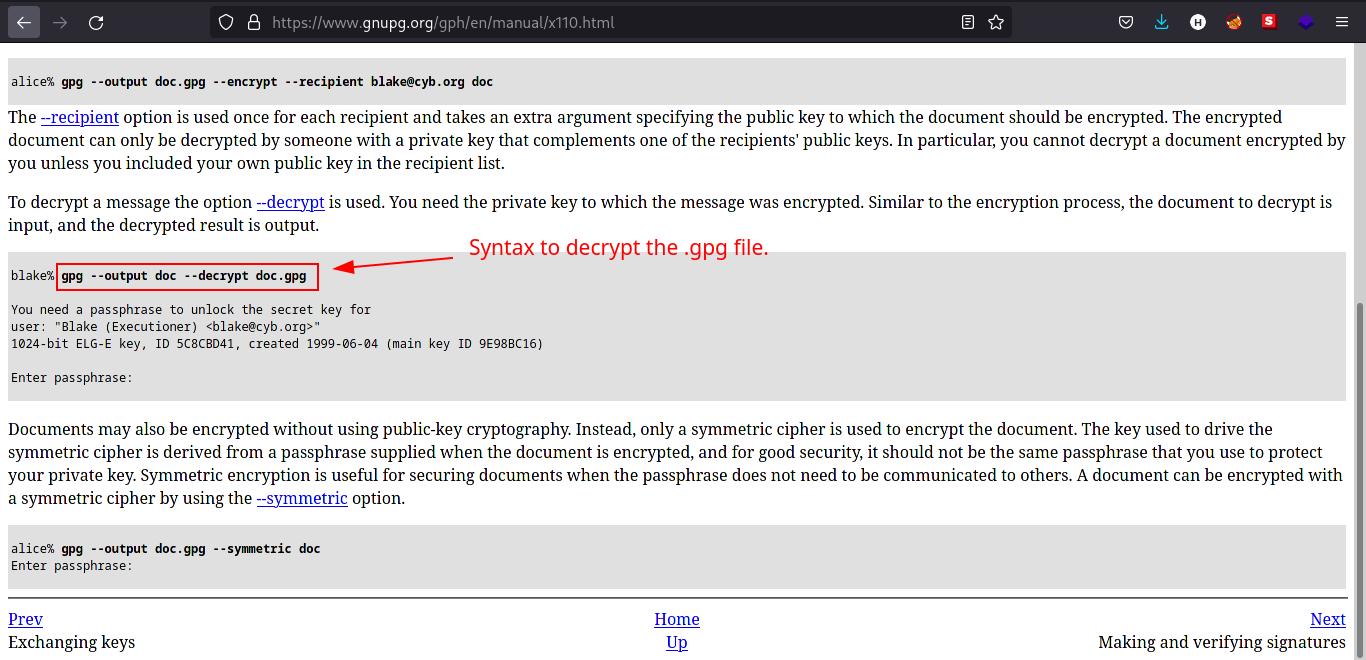 https://www.gnupg.org/gph/en/manual/x110.html
H
S
alice% gpg --output doc.gpg --encrypt --recipient blake@cyb.org doc
The --recipient option is used once for each recipient and takes an extra argument specifying the public key to which the document should be encrypted. The encrypted
document can only be decrypted by someone with a private key that complements one of the recipients' public keys. In particular, you cannot decrypt a document encrypted by
you unless you included your own public key in the recipient list.
To decrypt a message the option --decrypt is used. You need the private key to which the message was encrypted. Similar to the encryption process, the document to decrypt is
input, and the decrypted result is output.
Syntax to decrypt the .gpg file.
blake% gpg --output doc --decrypt doc.gpg
You need a passphrase to unlock the secret key for
user: "Blake (Executioner) <blake@cyb.org>"
1024-bit ELG-E key, ID 5C8CBD41, created 1999-06-04 (main key ID 9E98BC16)
Enter passphrase:
Documents may also be encrypted without using public-key cryptography. Instead, only a symmetric cipher is used to encrypt the document. The key used to drive the
symmetric cipher is derived from a passphrase supplied when the document is encrypted, and for good security, it should not be the same passphrase that you use to protect
your private key. Symmetric encryption is useful for securing documents when the passphrase does not need to be communicated to others. A document can be encrypted with
a symmetric cipher by using the --symmetric option.
alice% gpg --output doc.gpg --symmetric doc
Enter passphrase:
Prev Home Next
Exchanging keys Up Making and verifying signatures